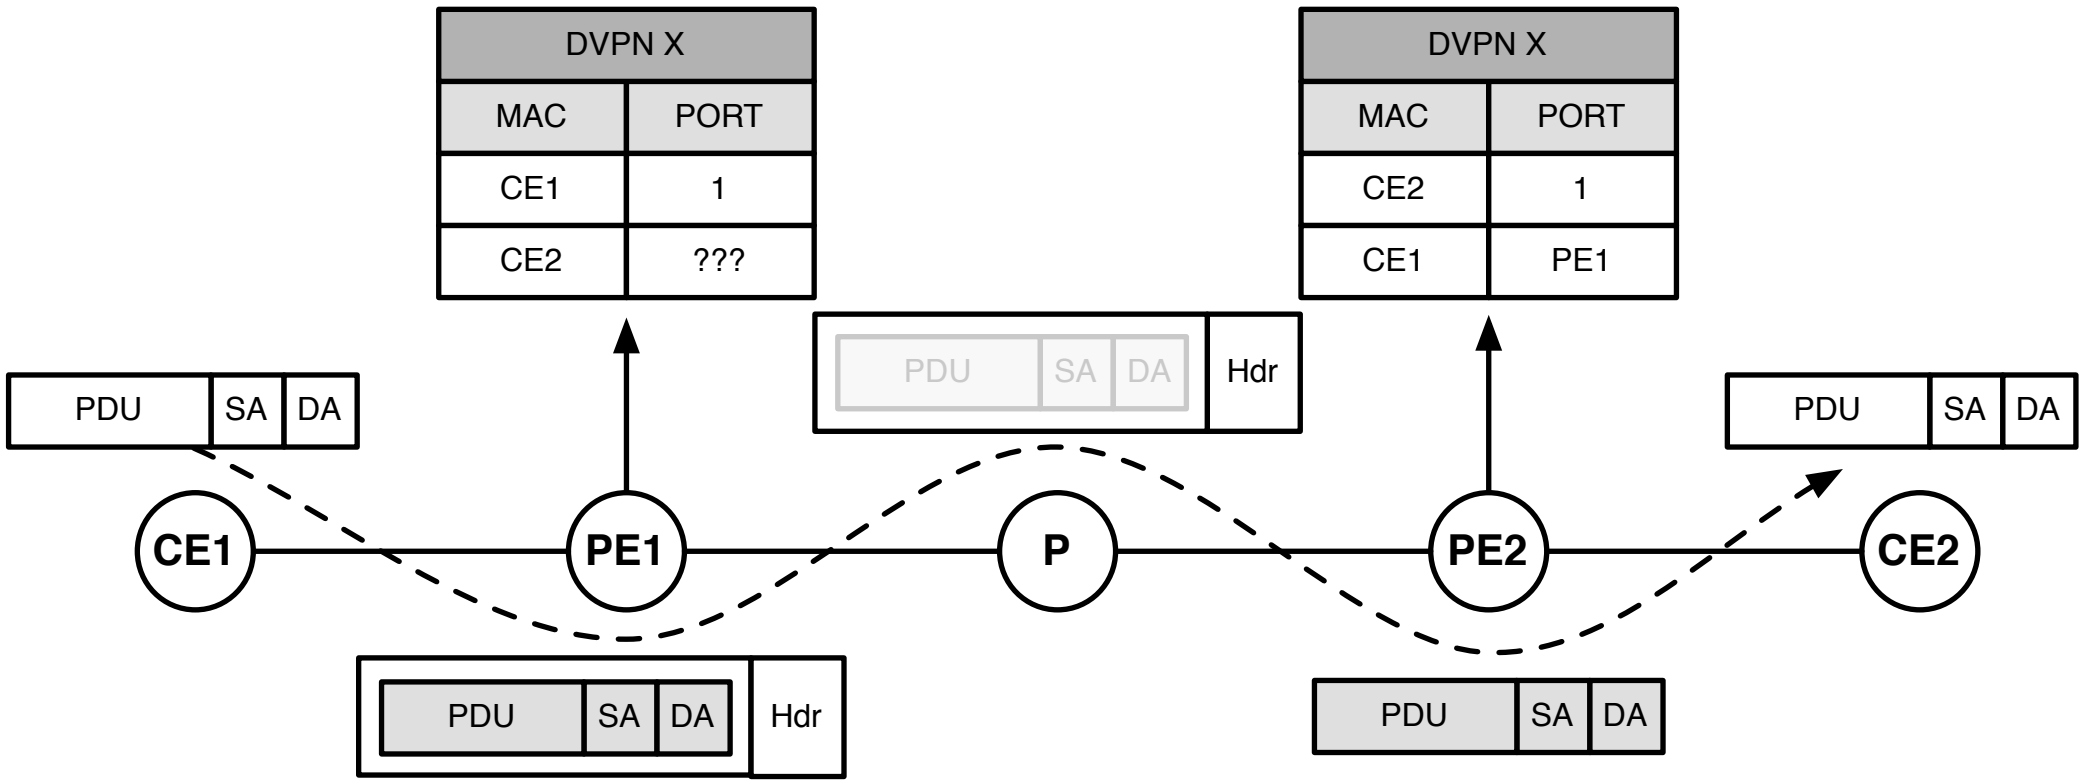 DVPN X
MAC PORT
CE1 1
CE2 ???
DVPN X
MAC PORT
CE2 1
CE1 PE1
PDU SA DA
PDU SA DA Hdr
PDU SA DA
CE1 PE1 P PE2 CE2
PDU SA DA Hdr
PDU SA DA